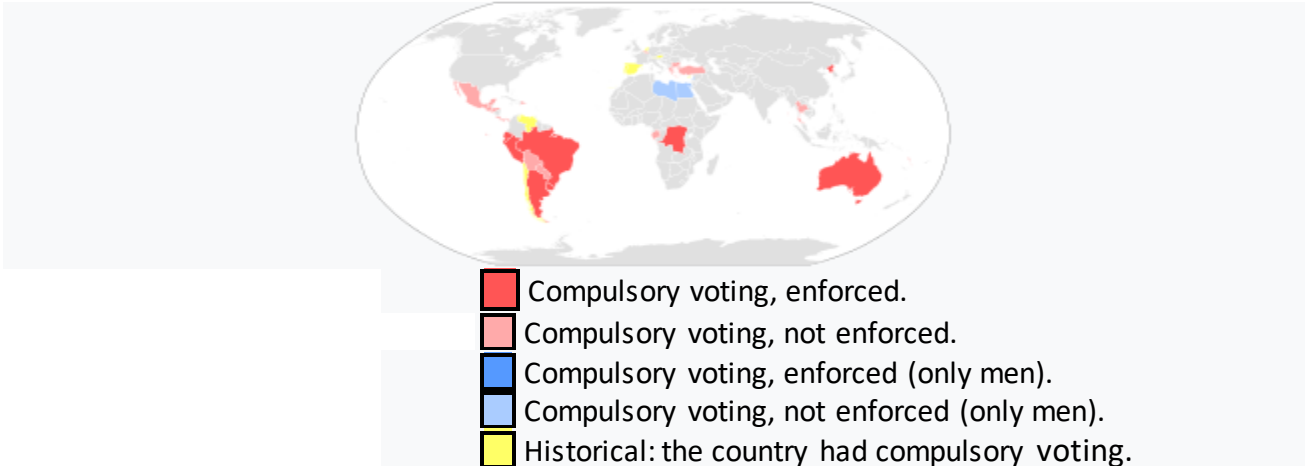 Compulsory voting, enforced.
Compulsory voting, not enforced.
Compulsory voting, enforced (only men).
Compulsory voting, not enforced (only men).
Historical: the country had compulsory voting.